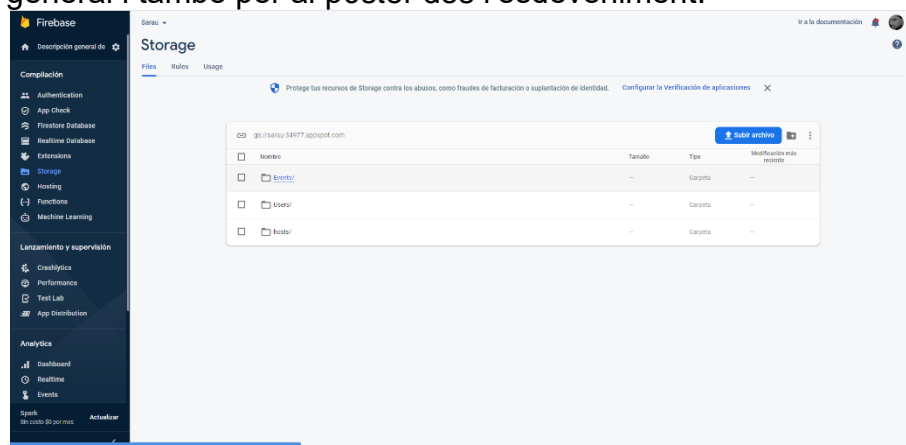 general i també per al pòster dels l'esdeveniment.
Firebase
Descripción general de
Compilación
Authentication
App Check
Firestore Database
Realtime Database
Extensions
Storage
Hosting
Functions
Machine Learning
Lanzamiento y supervisión
Crashlytics
Performance
Test Lab
App Distribution
Analytics
Dashboard
Realtime
Events
Spark
Sin costo $0 por mes
Actualizar
Sarau
Ir a la documentación
Storage
Files Rules Usage
Protege tus recursos de Storage contra los abusos, como fraudes de facturación o suplantación de identidad. Configurar la Verificación de aplicaciones
gs://sarau-34977.appspot.com
Subir archivo
Nombre Tamaño Tipo Modificación más reciente
Events/ — Carpeta —
Users/ — Carpeta —
hosts/ — Carpeta —